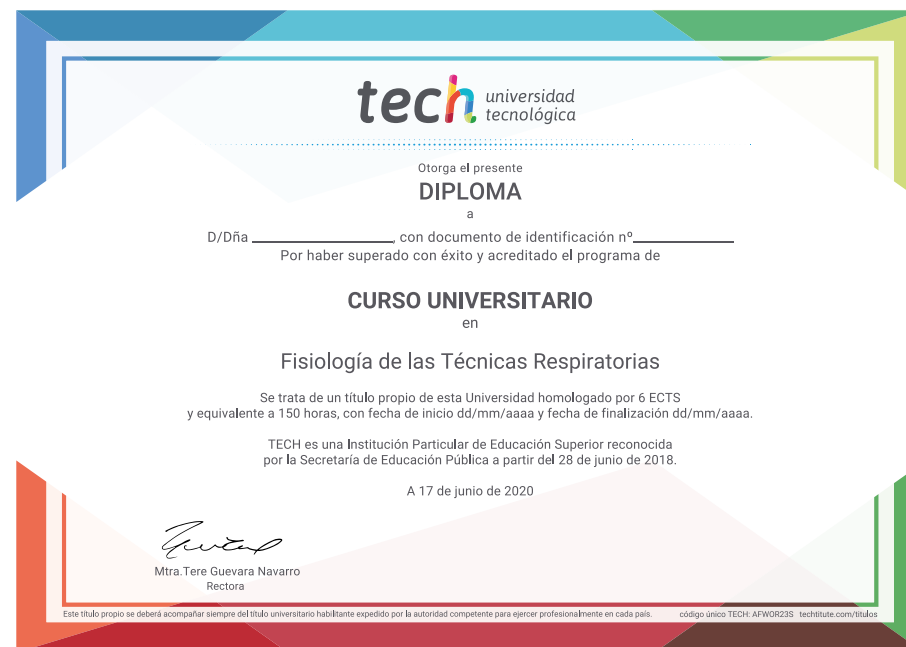 tech universidad
tecnológica
Otorga el presente
DIPLOMA
a
D/Dña ____________________, con documento de identificación nº______________
Por haber superado con éxito y acreditado el programa de
CURSO UNIVERSITARIO
en
Fisiología de las Técnicas Respiratorias
Se trata de un título propio de esta Universidad homologado por 6 ECTS
y equivalente a 150 horas, con fecha de inicio dd/mm/aaaa y fecha de finalización dd/mm/aaaa.
TECH es una Institución Particular de Educación Superior reconocida
por la Secretaría de Educación Pública a partir del 28 de junio de 2018.
A 17 de junio de 2020
Mtra.Tere Guevara Navarro
Rectora
Este título propio se deberá acompañar siempre del título universitario habilitante expedido por la autoridad competente para ejercer profesionalmente en cada país. código único TECH: AFWOR23S techtitute.com/titulos